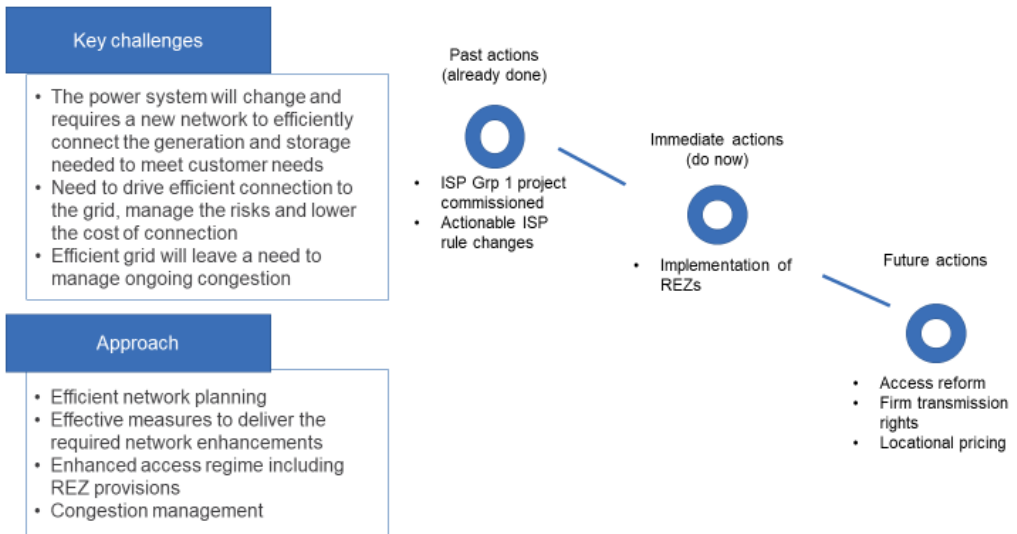 Key challenges
• The power system will change and
requires a new network to efficiently
connect the generation and storage
needed to meet customer needs
• Need to drive efficient connection to
the grid, manage the risks and lower
the cost of connection
• Efficient grid will leave a need to
manage ongoing congestion
Approach
• Efficient network planning
• Effective measures to deliver the
required network enhancements
• Enhanced access regime including
REZ provisions
• Congestion management
Past actions
(already done)
• ISP Grp 1 project
commissioned
• Actionable ISP
rule changes
Immediate actions
(do now)
• Implementation of
REZs
Future actions
• Access reform
• Firm transmission
rights
• Locational pricing